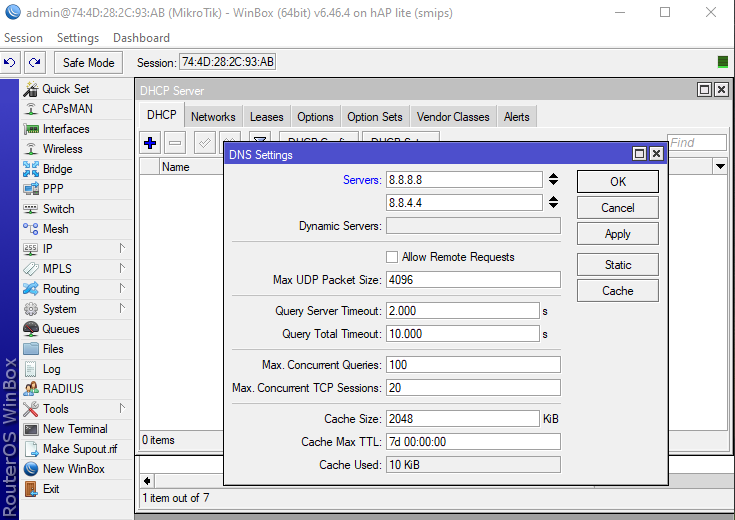 admin@74:4D:28:2C:93:AB (MikroTik) - WinBox (64bit) v6.46.4 on hAP lite (smips)
Session Settings Dashboard
Safe Mode Session: 74:4D:28:2C:93:AB
Quick Set
CAPsMAN
Interfaces
Wireless
Bridge
PPP
Switch
Mesh
255 IP
MPLS
Routing
System
Queues
Files
Log
RADIUS
Tools
New Terminal
Make Supout.rif
New WinBox
Exit
RouterOS WinBox
DHCP Server
DHCP Networks Leases Options Option Sets Vendor Classes Alerts
Find
Name
0 items
1 item out of 7
DNS Settings
Servers: 8.8.8.8
8.8.4.4
Dynamic Servers:
Allow Remote Requests
Max UDP Packet Size: 4096
Query Server Timeout: 2.000 s
Query Total Timeout: 10.000 s
Max. Concurrent Queries: 100
Max. Concurrent TCP Sessions: 20
Cache Size: 2048 KiB
Cache Max TTL: 7d 00:00:00
Cache Used: 10 KiB
OK
Cancel
Apply
Static
Cache